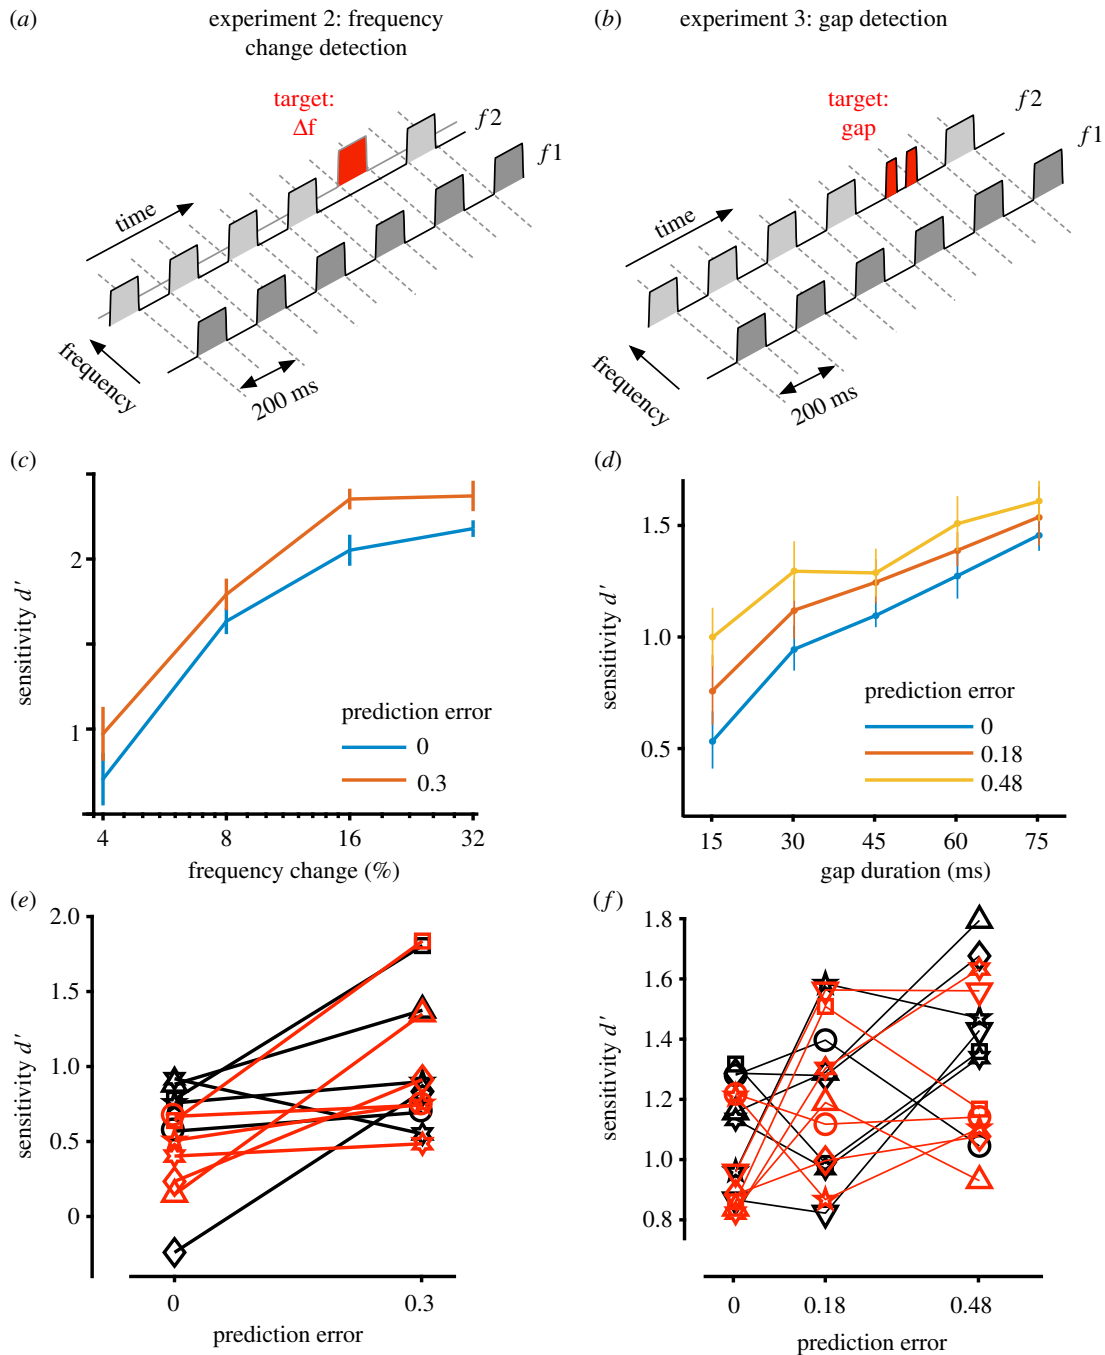 (a)
experiment 2: frequency
change detection
target:
Δf
f2
f1
time
frequency
200 ms
(b)
experiment 3: gap detection
target:
gap
f2
f1
time
frequency
200 ms
(c)
sensitivity d′
2
1
prediction error
0
0.3
4 8 16 32
frequency change (%)
(d)
sensitivity d′
1.5
1.0
0.5
prediction error
0
0.18
0.48
15 30 45 60 75
gap duration (ms)
(e)
sensitivity d′
2.0
1.5
1.0
0.5
0
0 0.3
prediction error
(f)
sensitivity d′
1.8
1.6
1.4
1.2
1.0
0.8
0 0.18 0.48
prediction error